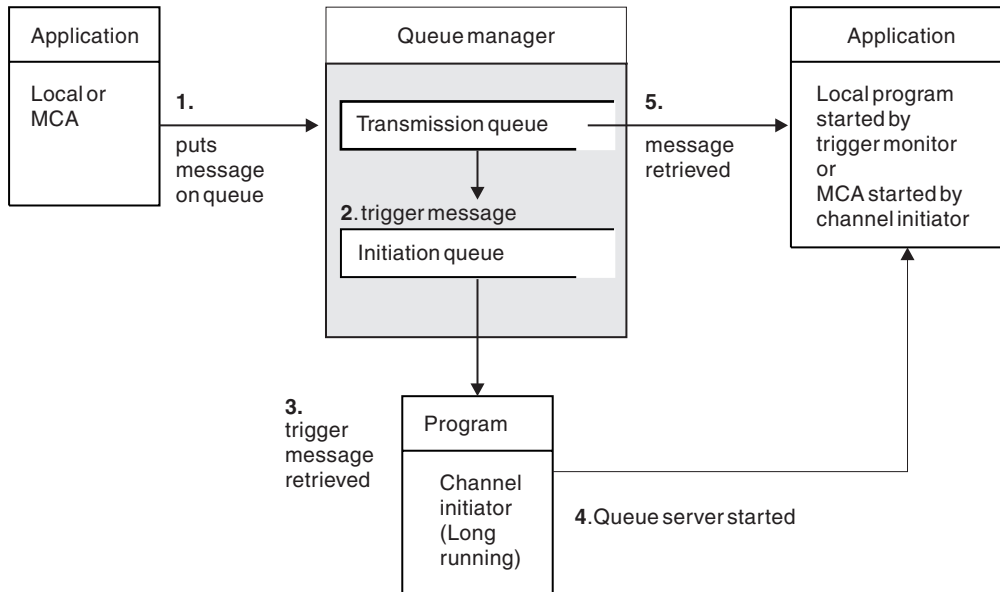 Application
Local or
MCA
1.
puts
message
on queue
Queue manager
Transmission queue
2. trigger message
Initiation queue
5.
message
retrieved
Application
Local program
started by
trigger monitor
or
MCA started by
channel initiator
3.
trigger
message
retrieved
Program
Channel
initiator
(Long
running)
4. Queue server started